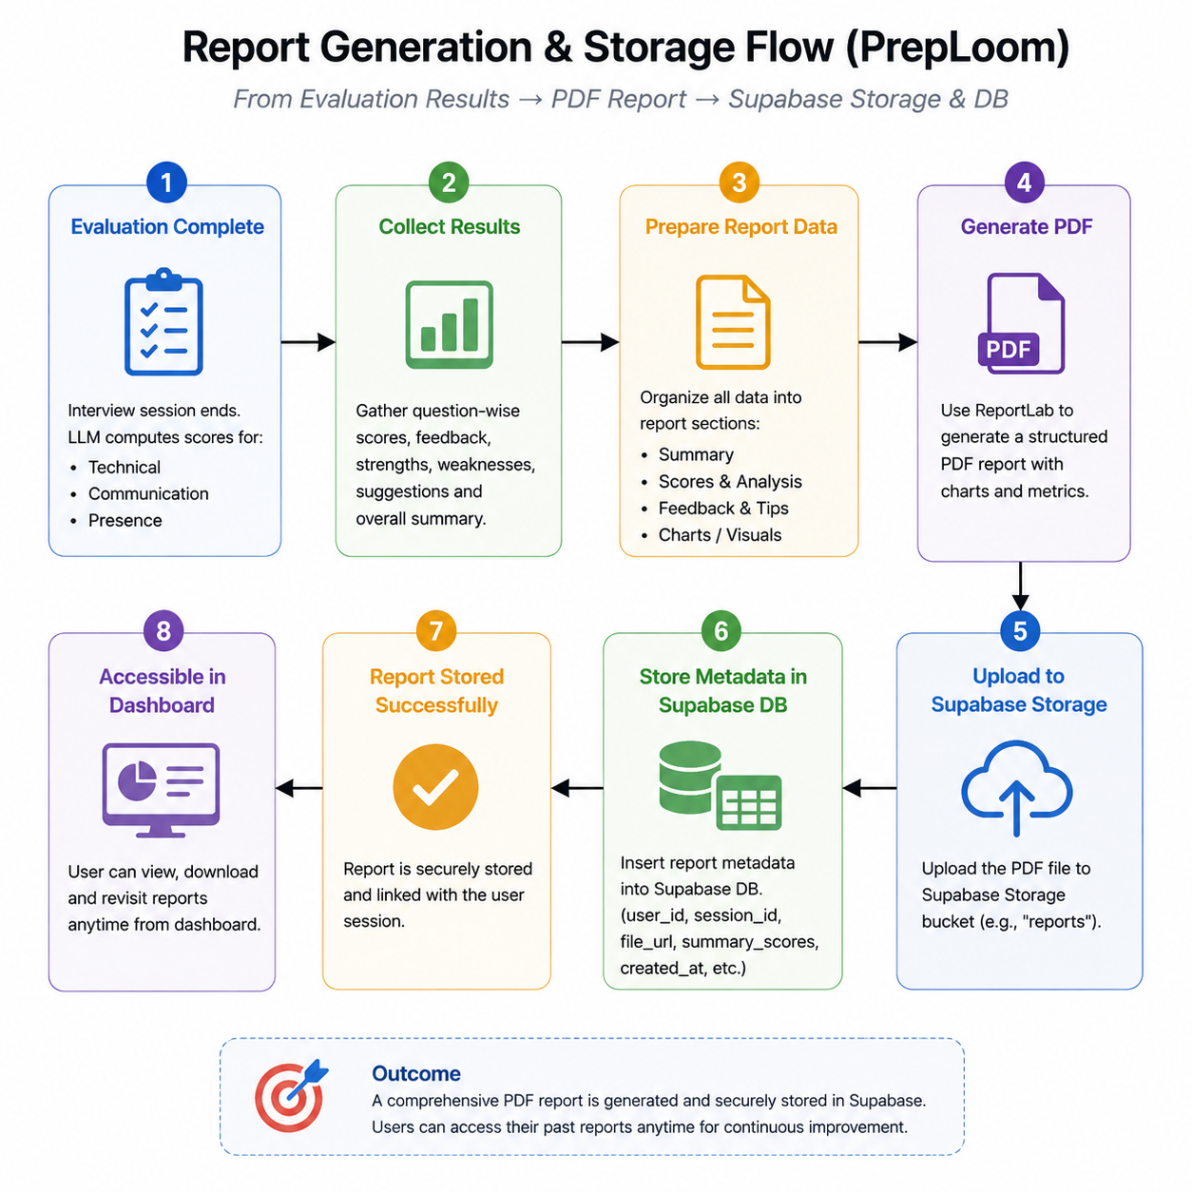 Report Generation & Storage Flow (PrepLoom)
From Evaluation Results → PDF Report → Supabase Storage & DB
1
Evaluation Complete
Interview session ends.
LLM computes scores for:
• Technical
• Communication
• Presence
2
Collect Results
Gather question-wise
scores, feedback,
strengths, weaknesses,
suggestions and
overall summary.
3
Prepare Report Data
Organize all data into
report sections:
• Summary
• Scores & Analysis
• Feedback & Tips
• Charts / Visuals
4
Generate PDF
PDF
Use ReportLab to
generate a structured
PDF report with
charts and metrics.
5
Upload to
Supabase Storage
Upload the PDF file to
Supabase Storage
bucket (e.g., "reports").
6
Store Metadata in
Supabase DB
Insert report metadata
into Supabase DB.
(user_id, session_id,
file_url, summary_scores,
created_at, etc.)
7
Report Stored
Successfully
Report is securely stored
and linked with the user
session.
8
Accessible in
Dashboard
User can view, download
and revisit reports
anytime from dashboard.
Outcome
A comprehensive PDF report is generated and securely stored in Supabase.
Users can access their past reports anytime for continuous improvement.